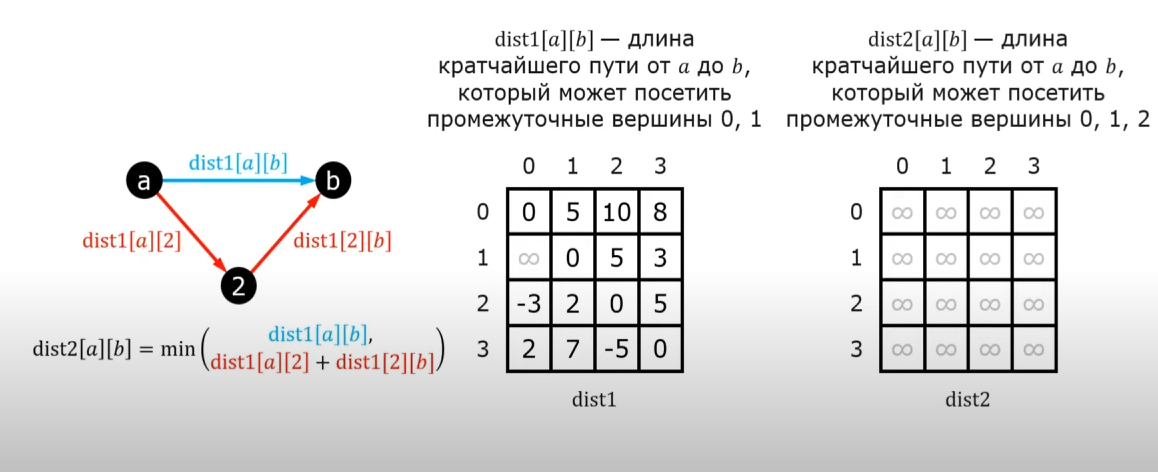 dist1[a][b] — длина
кратчайшего пути от a до b,
который может посетить
промежуточные вершины 0, 1
dist2[a][b] — длина
кратчайшего пути от a до b,
который может посетить
промежуточные вершины 0, 1, 2
dist1[a][b]
a
b
dist1[a][2]
dist1[2][b]
2
dist2[a][b] = min(dist1[a][b],
dist1[a][2] + dist1[2][b])
0 1 2 3
0 0 5 10 8
1 ∞ 0 5 3
2 -3 2 0 5
3 2 7 -5 0
dist1
0 1 2 3
0 ∞ ∞ ∞ ∞
1 ∞ ∞ ∞ ∞
2 ∞ ∞ ∞ ∞
3 ∞ ∞ ∞ ∞
dist2